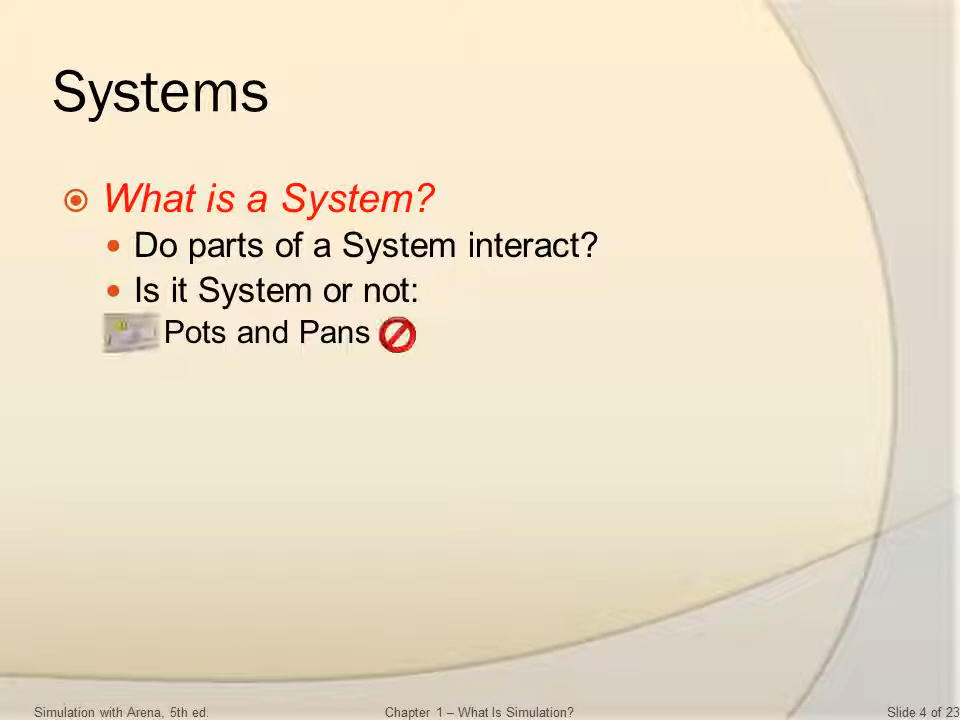 Systems
What is a System?
Do parts of a System interact?
Is it System or not:
Pots and Pans
Simulation with Arena, 5th ed.
Chapter 1 – What Is Simulation?
Slide 4 of 23